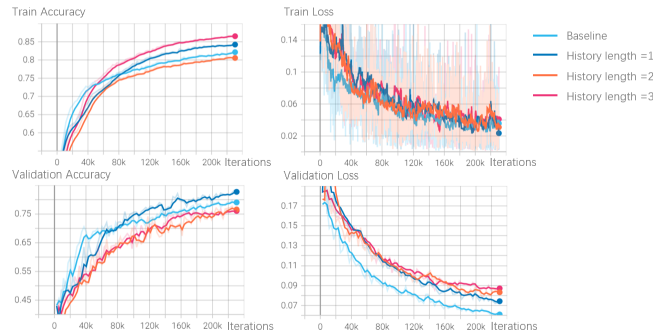 Train Accuracy
0.85
0.8
0.75
0.7
0.65
0.6
0 40k 80k 120k 160k 200k Iterations
Train Loss
0.14
0.1
0.06
0.02
0 40k 80k 120k 160k 200k Iterations
Baseline
History length =1
History length =2
History length =3
Validation Accuracy
0.75
0.65
0.55
0.45
0 40k 80k 120k 160k 200k Iterations
Validation Loss
0.17
0.15
0.13
0.11
0.09
0.07
0 40k 80k 120k 160k 200k Iterations